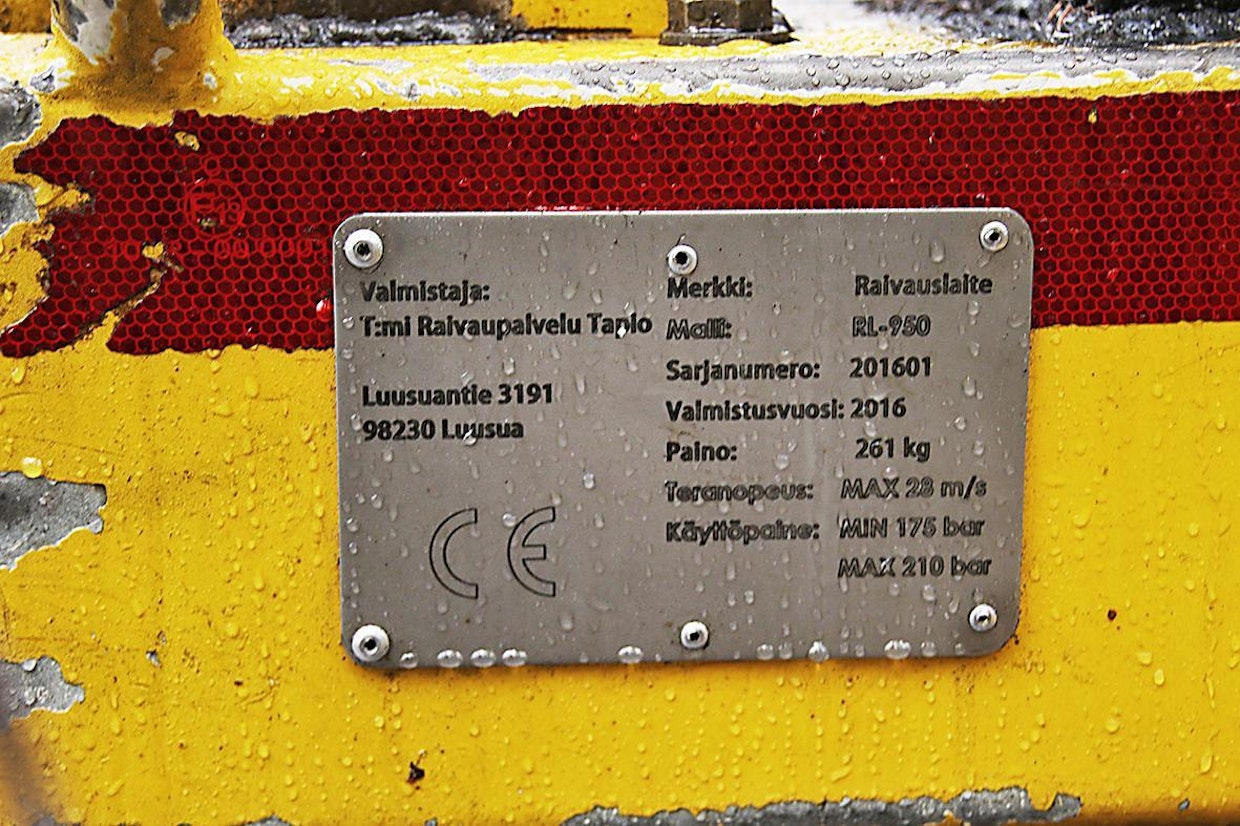 Valmistaja:
T:mi Raivaupalvelu Tapio
Luusuantie 3191
98230 Luusua
CE
Merkki: Raivauslaite
Malli: RL-950
Sarjanumero: 201601
Valmistusvuosi: 2016
Paino: 261 kg
Teranopeus: MAX 28 m/s
Käyttöpaine: MIN 175 bar
MAX 210 bar